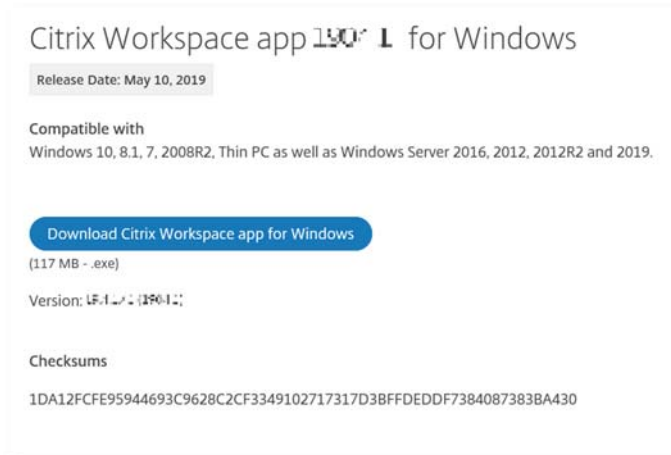 Citrix Workspace app for Windows
Release Date: May 10, 2019
Compatible with
Windows 10, 8.1, 7, 2008R2, Thin PC as well as Windows Server 2016, 2012, 2012R2 and 2019.
Download Citrix Workspace app for Windows
(117 MB - .exe)
Version:
Checksums
1DA12FCFE95944693C9628C2CF3349102717317D3BFFDEDDF7384087383BA430